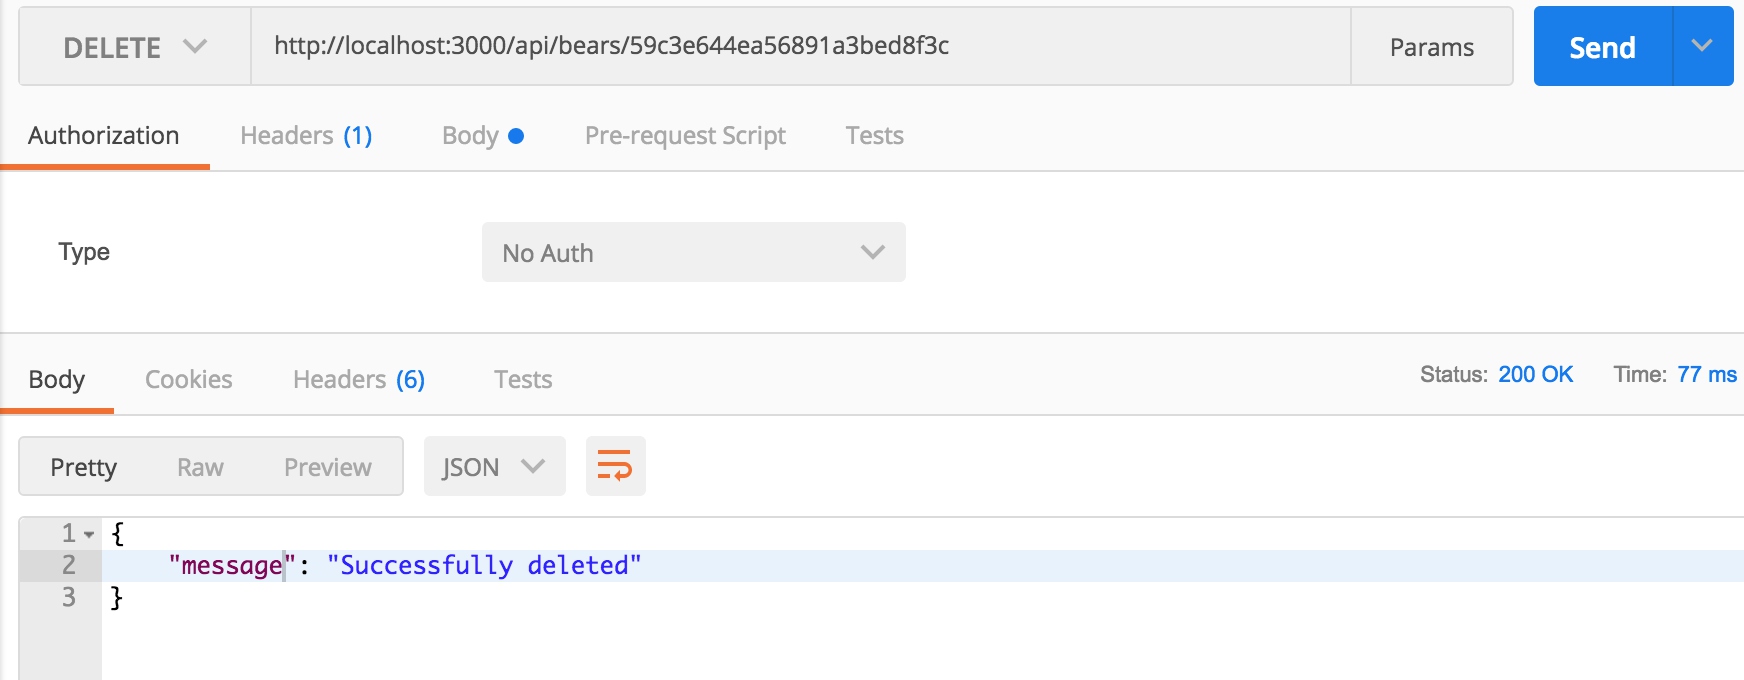 DELETE http://localhost:3000/api/bears/59c3e644ea56891a3bed8f3c Params Send
Authorization Headers (1) Body Pre-request Script Tests
Type No Auth
Body Cookies Headers (6) Tests Status: 200 OK Time: 77 ms
Pretty Raw Preview JSON
1 {
2 "message": "Successfully deleted"
3 }